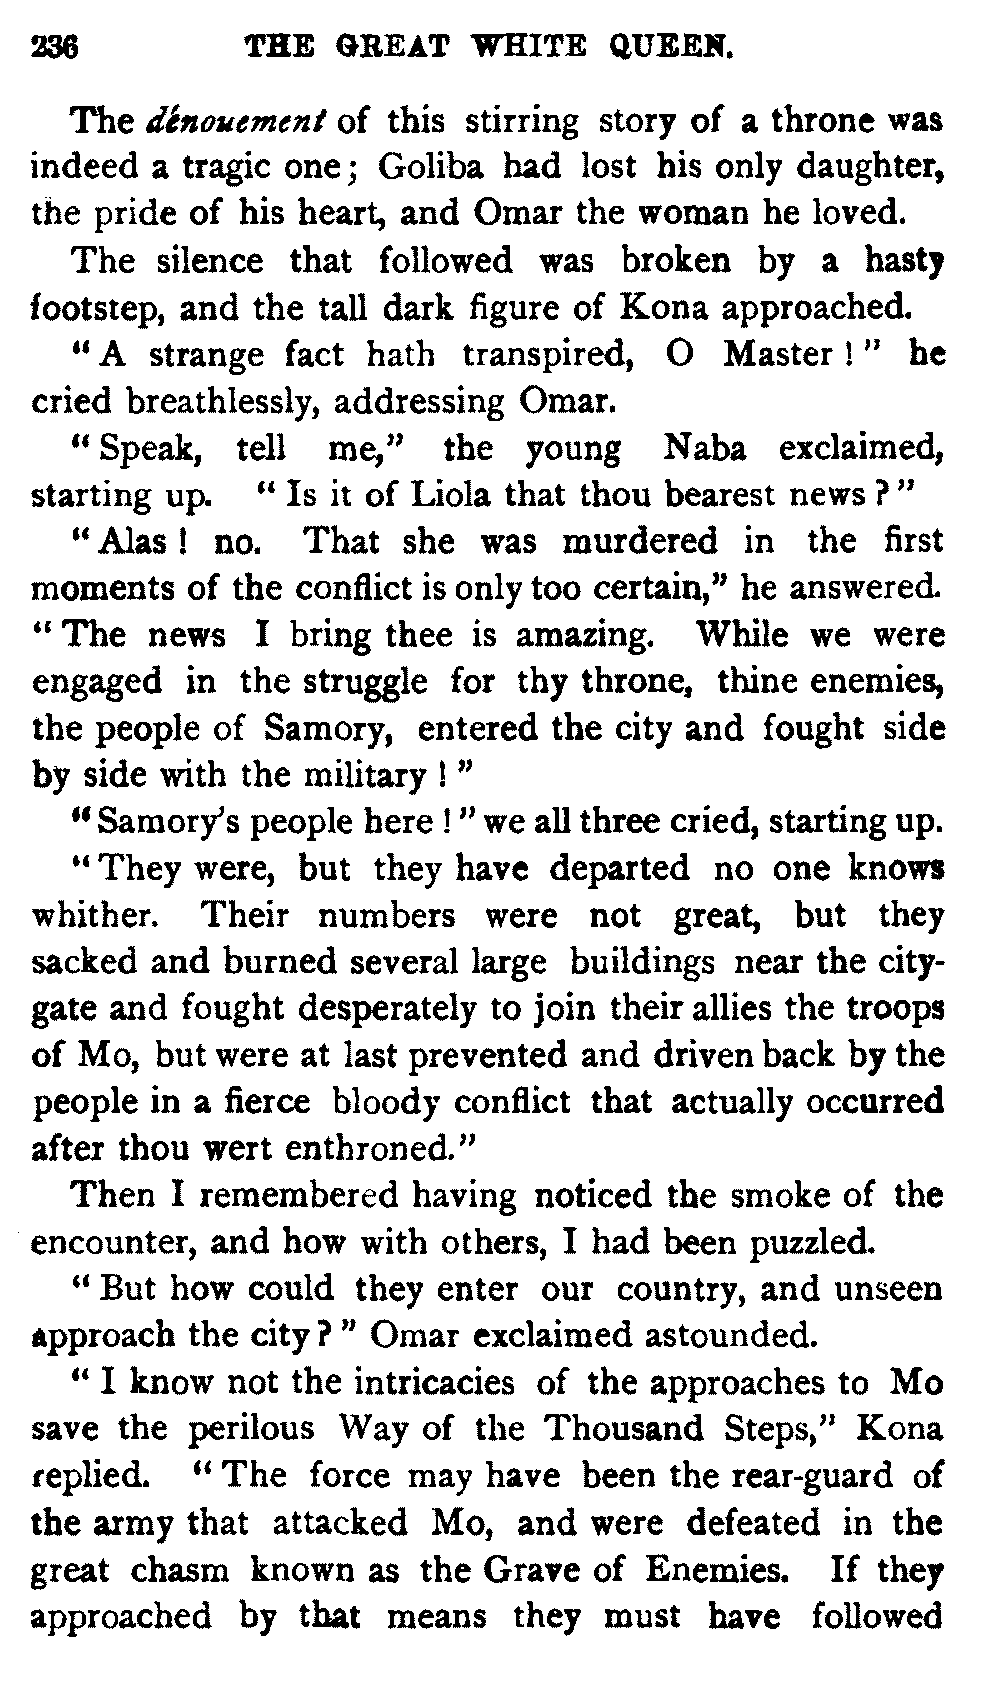 236 THE GREAT WHITE QUEEN.
The dénouement of this stirring story of a throne was
indeed a tragic one; Goliba had lost his only daughter,
the pride of his heart, and Omar the woman he loved.
The silence that followed was broken by a hasty
footstep, and the tall dark figure of Kona approached.
"A strange fact hath transpired, O Master!" he
cried breathlessly, addressing Omar.
"Speak, tell me," the young Naba exclaimed,
starting up. "Is it of Liola that thou bearest news?"
"Alas! no. That she was murdered in the first
moments of the conflict is only too certain," he answered.
"The news I bring thee is amazing. While we were
engaged in the struggle for thy throne, thine enemies,
the people of Samory, entered the city and fought side
by side with the military!"
"Samory's people here!" we all three cried, starting up.
"They were, but they have departed no one knows
whither. Their numbers were not great, but they
sacked and burned several large buildings near the city-
gate and fought desperately to join their allies the troops
of Mo, but were at last prevented and driven back by the
people in a fierce bloody conflict that actually occurred
after thou wert enthroned."
Then I remembered having noticed the smoke of the
encounter, and how with others, I had been puzzled.
"But how could they enter our country, and unseen
approach the city?" Omar exclaimed astounded.
"I know not the intricacies of the approaches to Mo
save the perilous Way of the Thousand Steps," Kona
replied. "The force may have been the rear-guard of
the army that attacked Mo, and were defeated in the
great chasm known as the Grave of Enemies. If they
approached by that means they must have followed